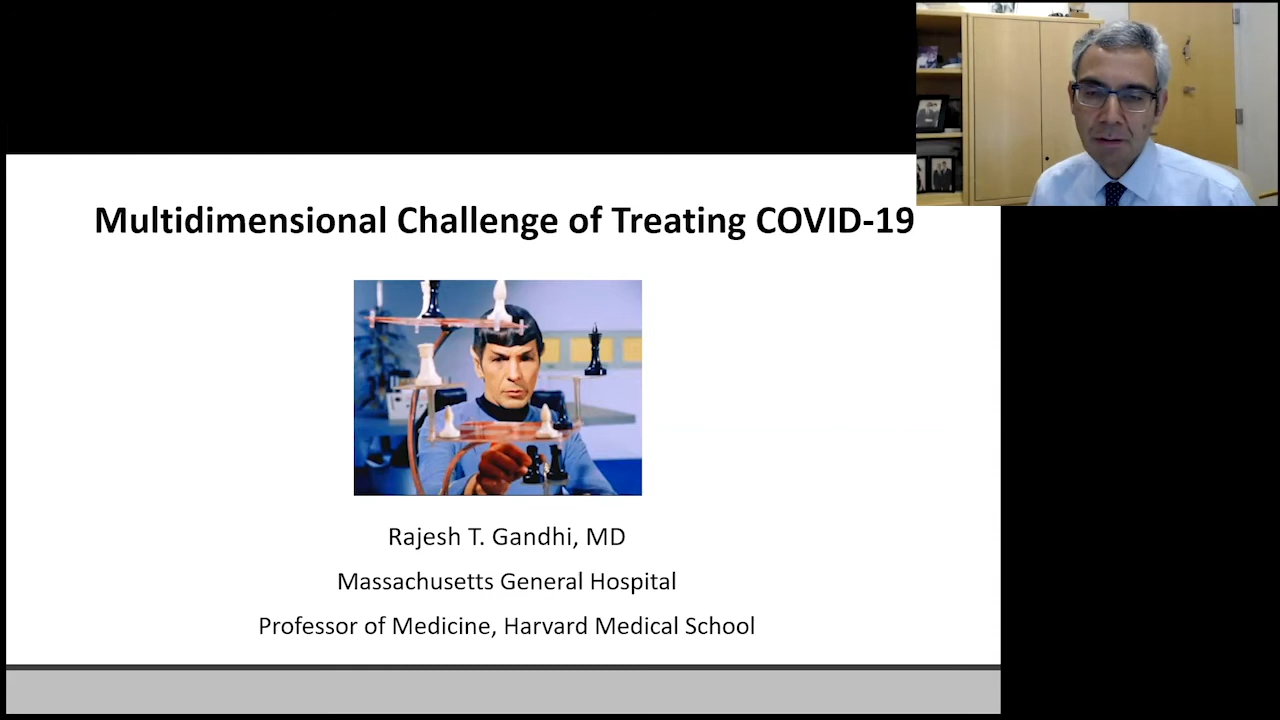 Multidimensional Challenge of Treating COVID-19
Rajesh T. Gandhi, MD
Massachusetts General Hospital
Professor of Medicine, Harvard Medical School